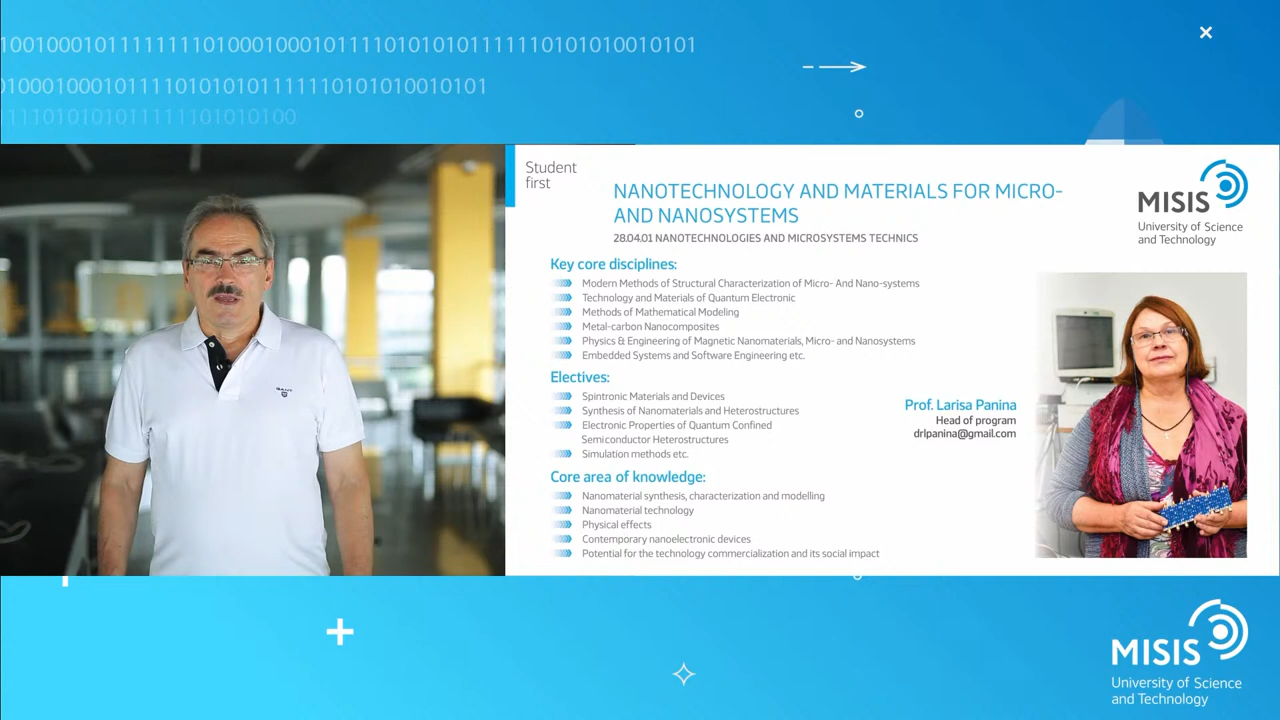 10010001011111111010001000101111010101011111101010100101 01
01000100010111101010101111110101010010101
11110101010111111101010100
Student
first
NANOTECHNOLOGY AND MATERIALS FOR MICRO-
AND NANOSYSTEMS
28.04.01 NANOTECHNOLOGIES AND MICROSYSTEMS TECHNICS
MISIS
University of Science
and Technology
Key core disciplines:
Modern Methods of Structural Characterization of Micro- And Nano-systems
Technology and Materials of Quantum Electronic
Methods of Mathematical Modeling
Metal-carbon Nanocomposites
Physics & Engineering of Magnetic Nanomaterials, Micro- and Nanosystems
Embedded Systems and Software Engineering etc.
Electives:
Spintronic Materials and Devices
Synthesis of Nanomaterials and Heterostructures
Electronic Properties of Quantum Confined
Semiconductor Heterostructures
Simulation methods etc.
Core area of knowledge:
Nanomaterial synthesis, characterization and modelling
Nanomaterial technology
Physical effects
Contemporary nanoelectronic devices
Potential for the technology commercialization and its social impact
Prof. Larisa Panina
Head of program
drlpanina@gmail.com
GANT
MISIS
University of Science
and Technology